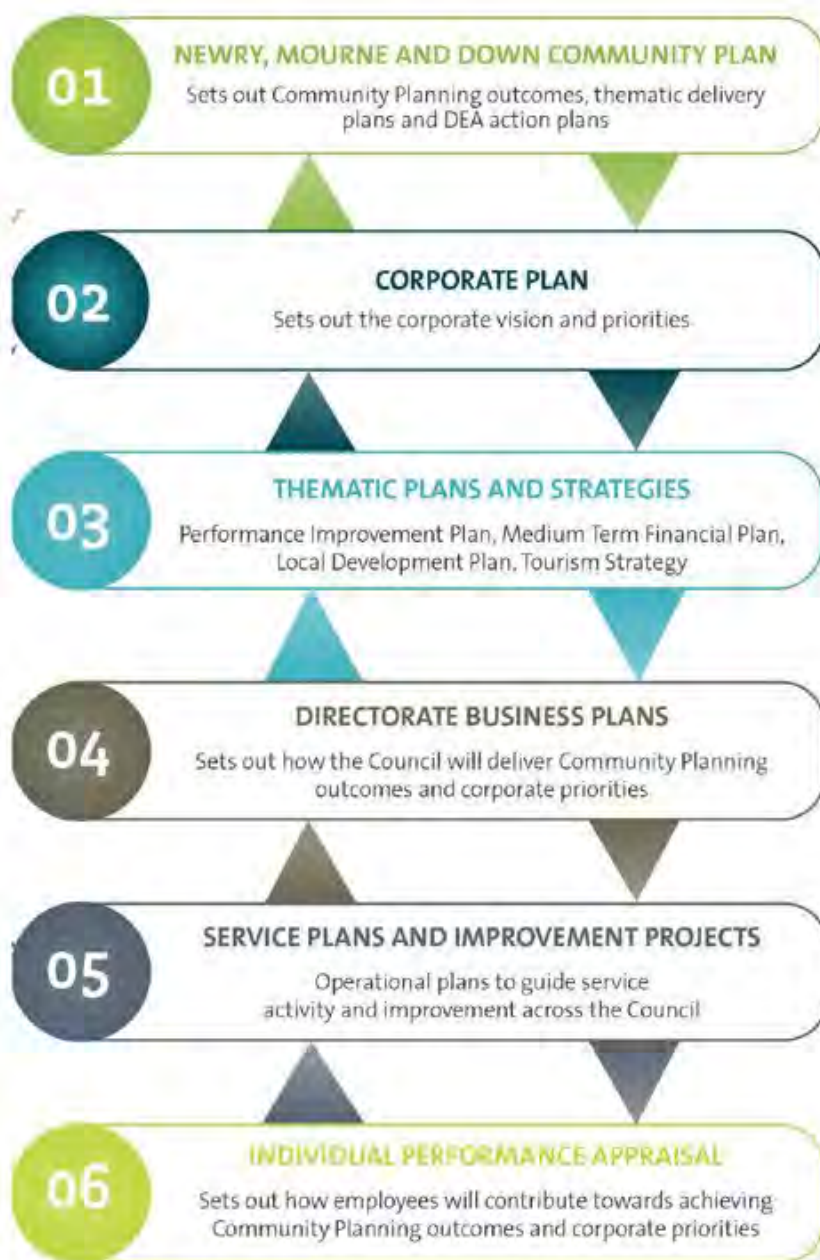 01
NEWRY, MOURNE AND DOWN COMMUNITY PLAN
Sets out Community Planning outcomes, thematic delivery
plans and DEA action plans
02
CORPORATE PLAN
Sets out the corporate vision and priorities
03
THEMATIC PLANS AND STRATEGIES
Performance Improvement Plan, Medium Term Financial Plan,
Local Development Plan, Tourism Strategy
04
DIRECTORATE BUSINESS PLANS
Sets out how the Council will deliver Community Planning
outcomes and corporate priorities
05
SERVICE PLANS AND IMPROVEMENT PROJECTS
Operational plans to guide service
activity and improvement across the Council
06
INDIVIDUAL PERFORMANCE APPRAISAL
Sets out how employees will contribute towards achieving
Community Planning outcomes and corporate priorities